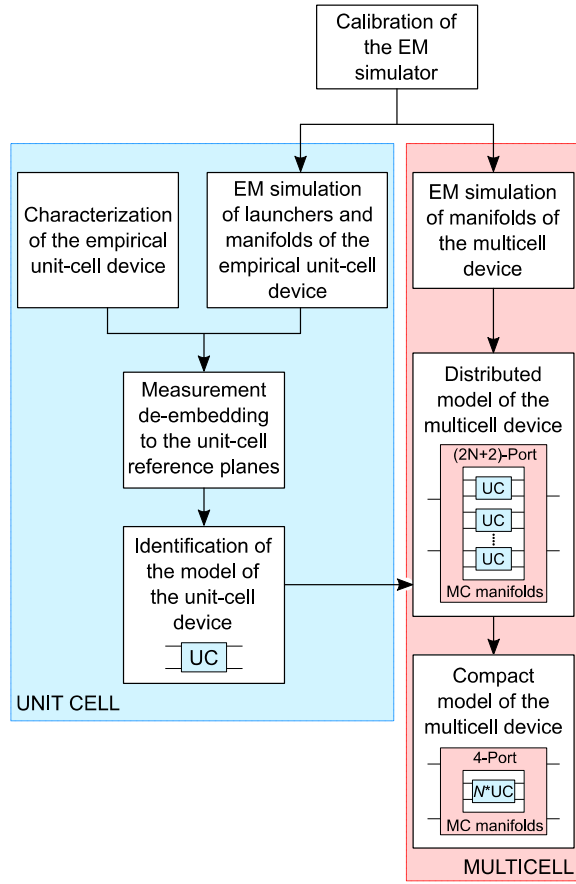 Calibration of
the EM
simulator
Characterization
of the empirical
unit-cell device
EM simulation
of launchers and
manifolds of the
empirical unit-cell
device
Measurement
de-embedding
to the unit-cell
reference planes
Identification of
the model of
the unit-cell
device
UC
UNIT CELL
EM simulation
of manifolds of
the multicell
device
Distributed
model of the
multicell device
(2N+2)-Port
UC
UC
UC
MC manifolds
Compact
model of the
multicell device
4-Port
N*UC
MC manifolds
MULTICELL